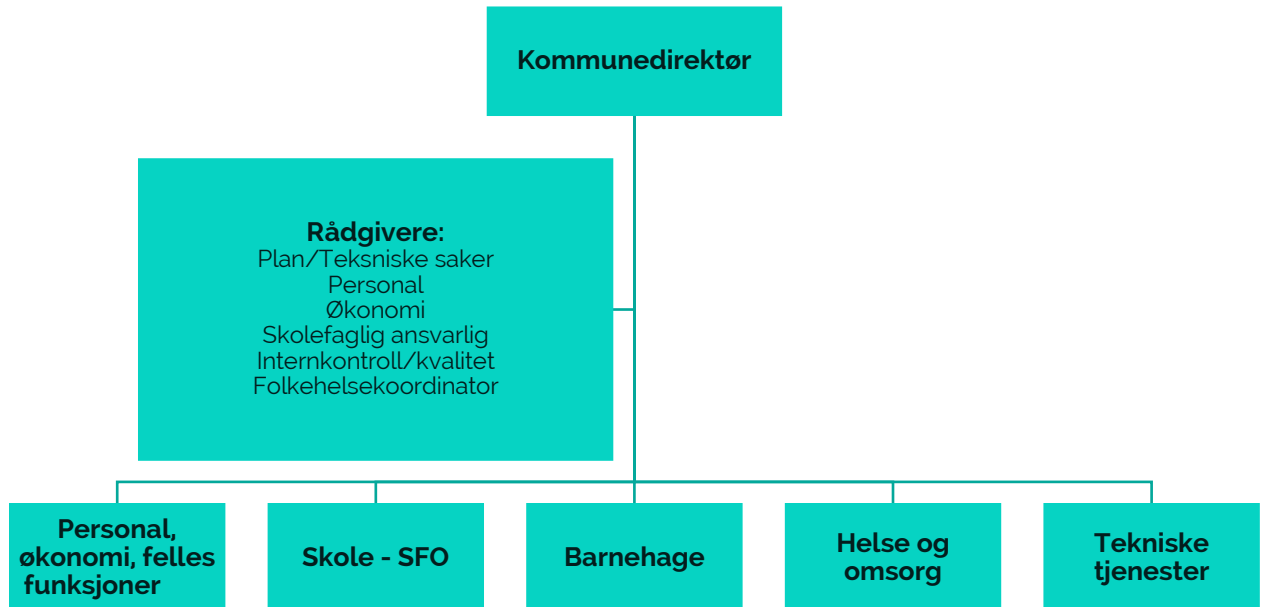 Kommunedirektør
Rådgivere:
Plan/Teksniske saker
Personal
Økonomi
Skolefaglig ansvarlig
Internkontroll/kvalitet
Folkehelsekoordinator
Personal,
økonomi, felles
funksjoner
Skole - SFO
Barnehage
Helse og
omsorg
Tekniske
tjenester